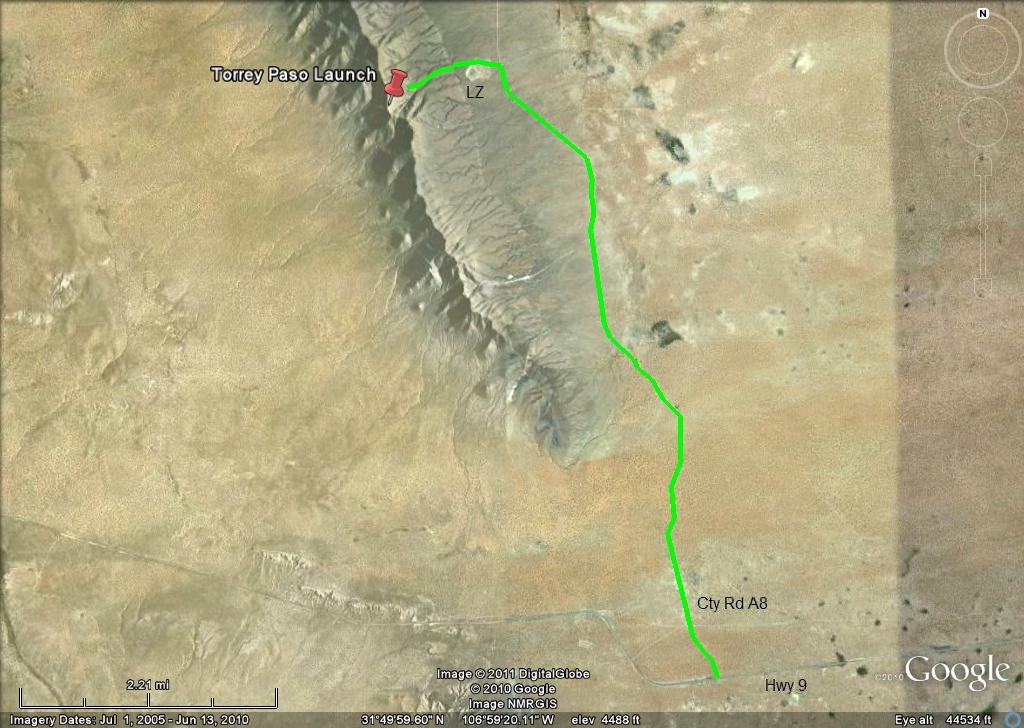 N
Torrey Paso Launch
LZ
Cty Rd A8
Hwy 9
Image © 2011 DigitalGlobe
© 2010 Google
Image NMRGIS
©2010 Google
2.21 mi
Imagery Dates: Jul 1, 2005 - Jun 13, 2010 31°49'59.60" N 106°59'20.11" W elev 4488 ft Eye alt 44534 ft